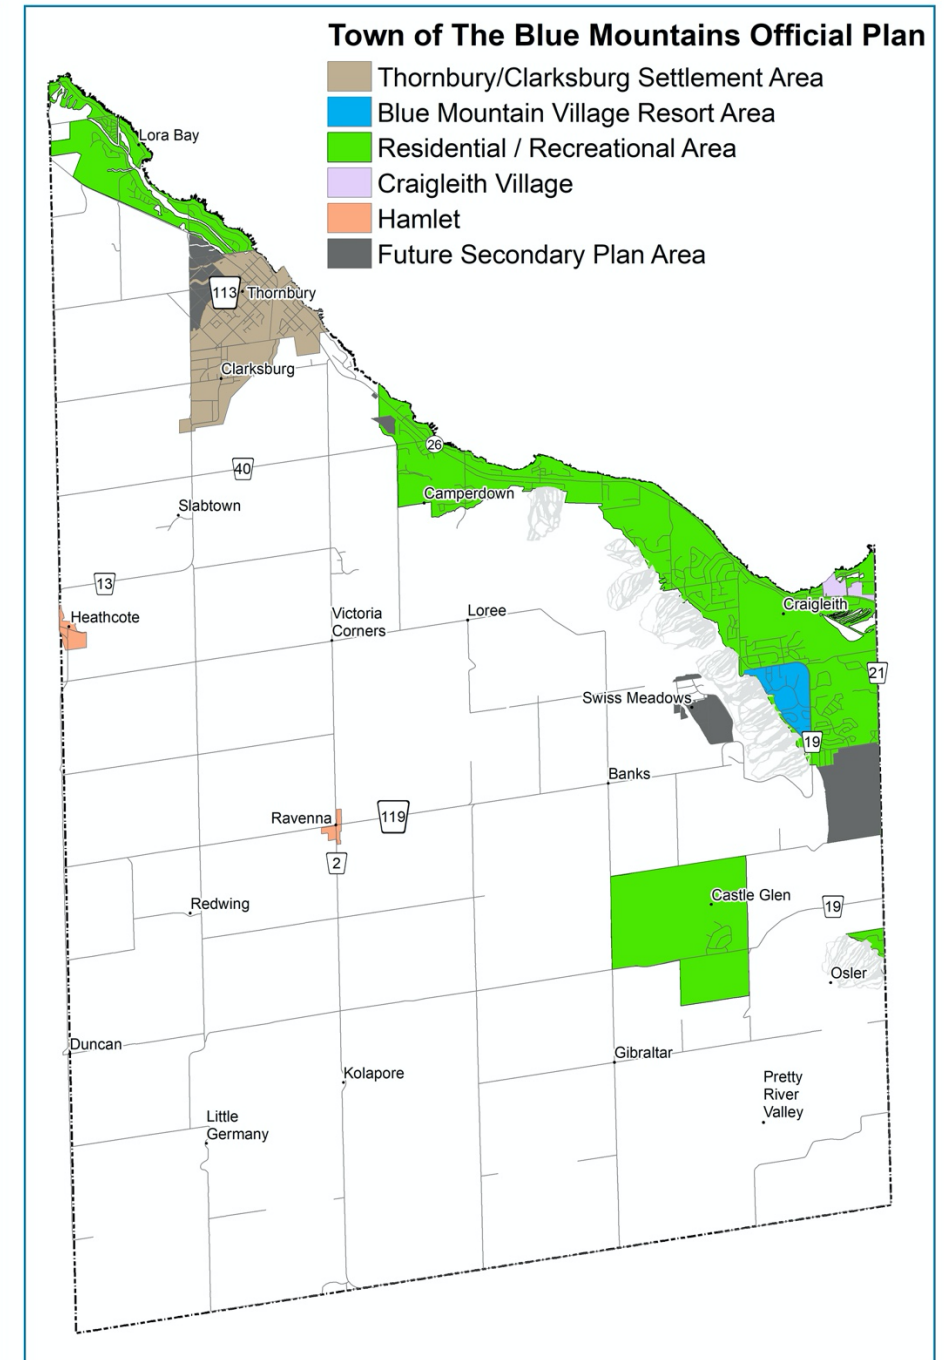 Town of The Blue Mountains Official Plan
Thornbury/Clarksburg Settlement Area
Blue Mountain Village Resort Area
Residential / Recreational Area
Craigleith Village
Hamlet
Future Secondary Plan Area
Lora Bay
113
Thornbury
Clarksburg
26
40
Camperdown
Slabtown
13
Heathcote
Victoria
Corners
Loree
Craigleith
21
Swiss Meadows
19
Banks
Ravenna
119
2
Castle Glen
Redwing
19
Osler
Duncan
Gibraltar
Kolapore
Pretty
River
Valley
Little
Germany